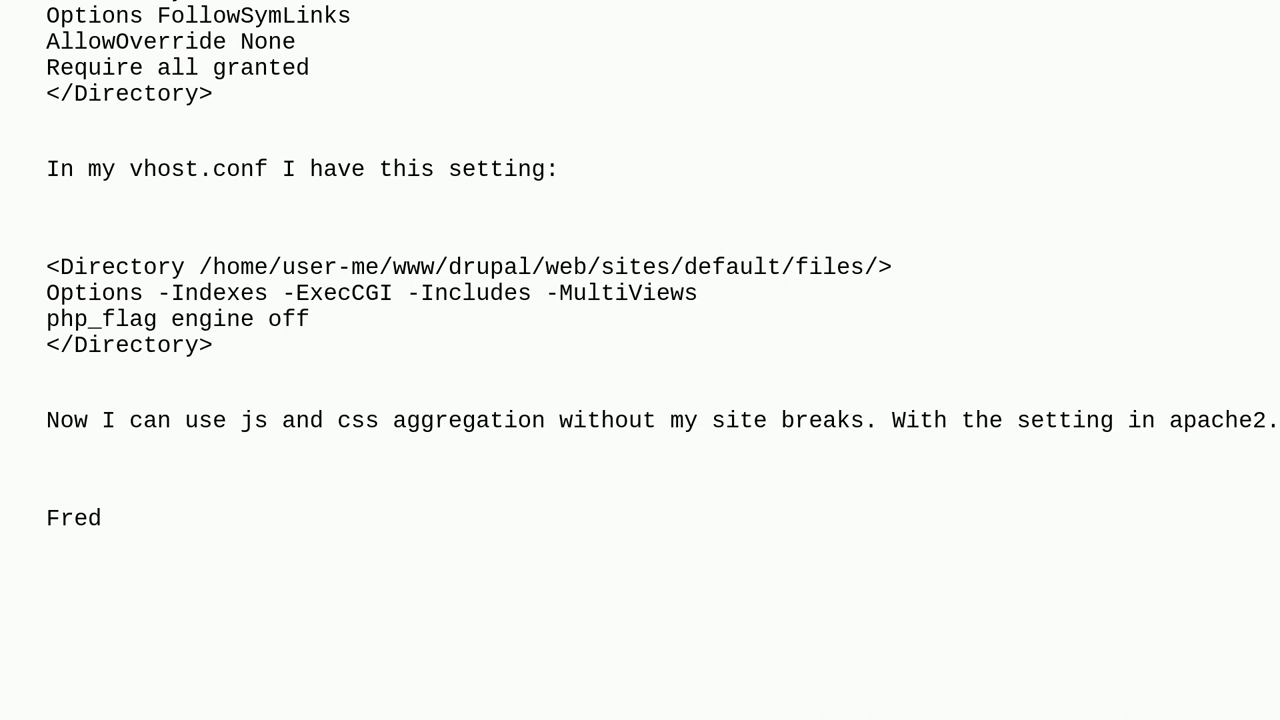 Options FollowSymLinks
AllowOverride None
Require all granted
</Directory>
In my vhost.conf I have this setting:
<Directory /home/user-me/www/drupal/web/sites/default/files/>
Options -Indexes -ExecCGI -Includes -MultiViews
php_flag engine off
</Directory>
Now I can use js and css aggregation without my site breaks. With the setting in apache2.
Fred